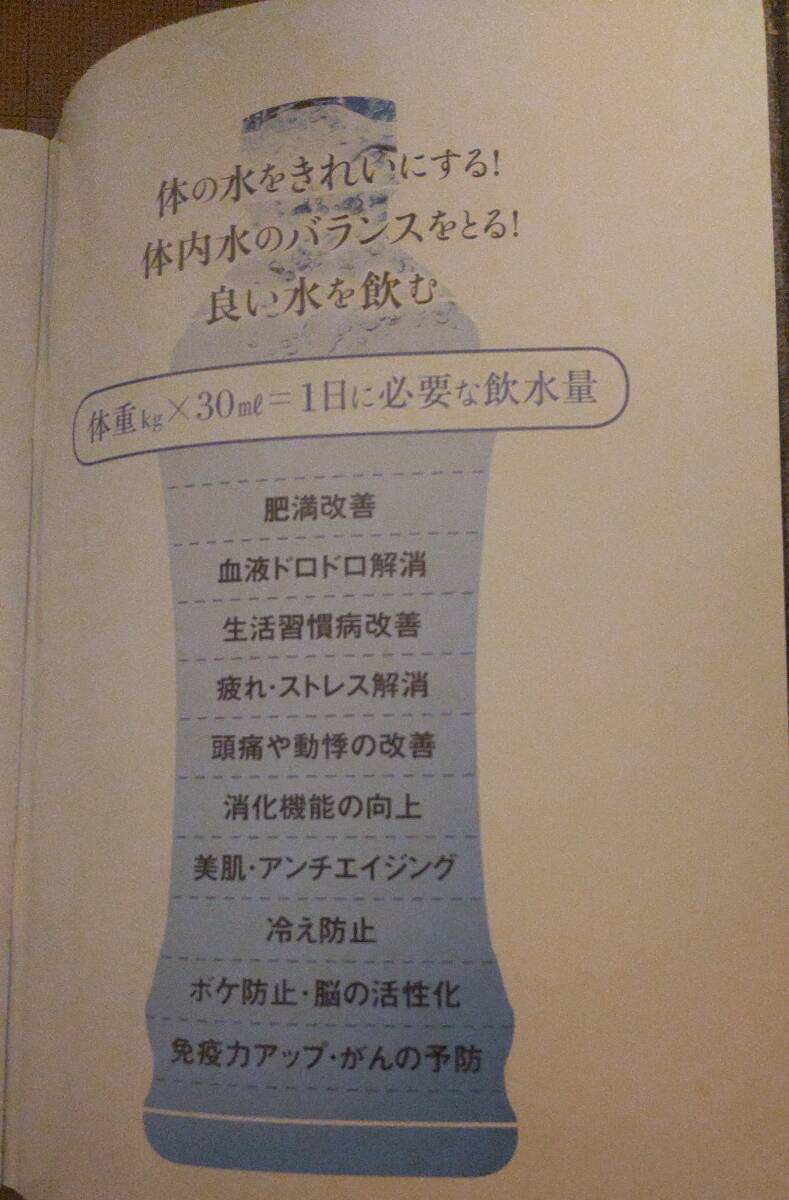 体の水をきれいにする!
体内水のバランスをとる!
良い水を飲む
体重kg×30㎖=1日に必要な飲水量
肥満改善
血液ドロドロ解消
生活習慣病改善
疲れ・ストレス解消
頭痛や動悸の改善
消化機能の向上
美肌・アンチエイジング
冷え防止
ボケ防止・脳の活性化
免疫力アップ・がんの予防